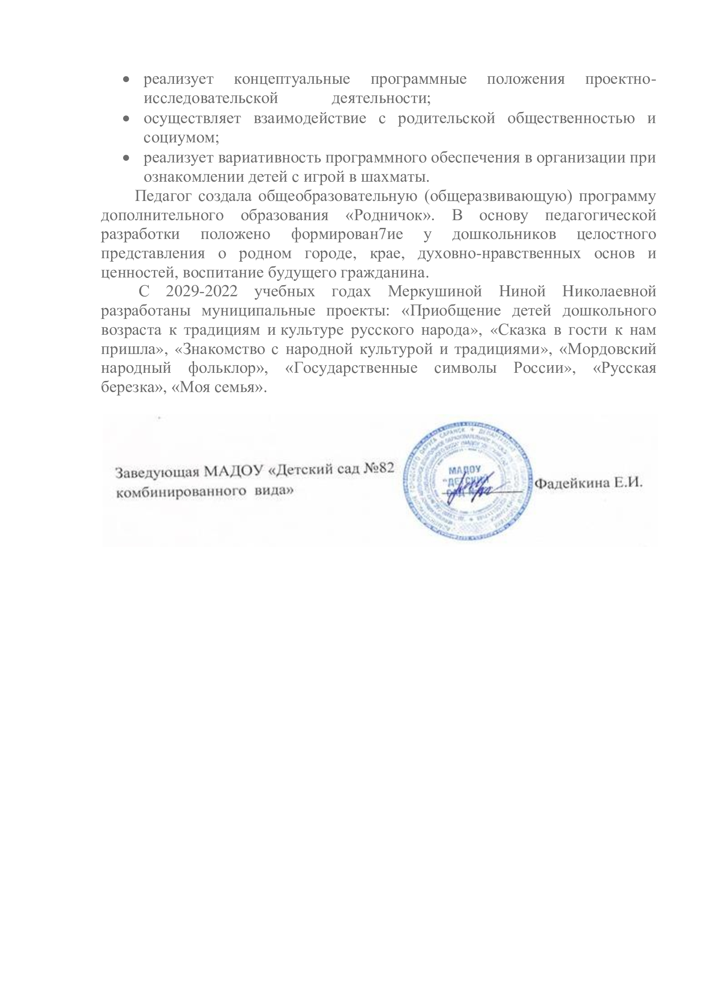 • реализует концептуальные программные положения проектно-
исследовательской деятельности;
• осуществляет взаимодействие с родительской общественностью и
социумом;
• реализует вариативность программного обеспечения в организации при
ознакомлении детей с игрой в шахматы.
Педагог создала общеобразовательную (общеразвивающую) программу
дополнительного образования «Родничок». В основу педагогической
разработки положено формирован7ие у дошкольников целостного
представления о родном городе, крае, духовно-нравственных основ и
ценностей, воспитание будущего гражданина.
С 2029-2022 учебных годах Меркушиной Ниной Николаевной
разработаны муниципальные проекты: «Приобщение детей дошкольного
возраста к традициям и культуре русского народа», «Сказка в гости к нам
пришла», «Знакомство с народной культурой и традициями», «Мордовский
народный фольклор», «Государственные символы России», «Русская
березка», «Моя семья».
Заведующая МАДОУ «Детский сад №82
комбинированного вида»
МАДОУ
"ДЕТСКИЙ
САД
Фадейкина Е.И.